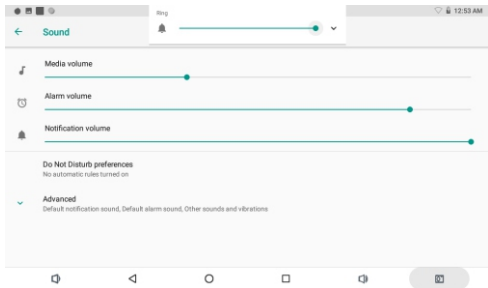 12:53 AM
Ring
Sound
Media volume
Alarm volume
Notification volume
Do Not Disturb preferences
No automatic rules turned on
Advanced
Default notification sound, Default alarm sound, Other sounds and vibrations